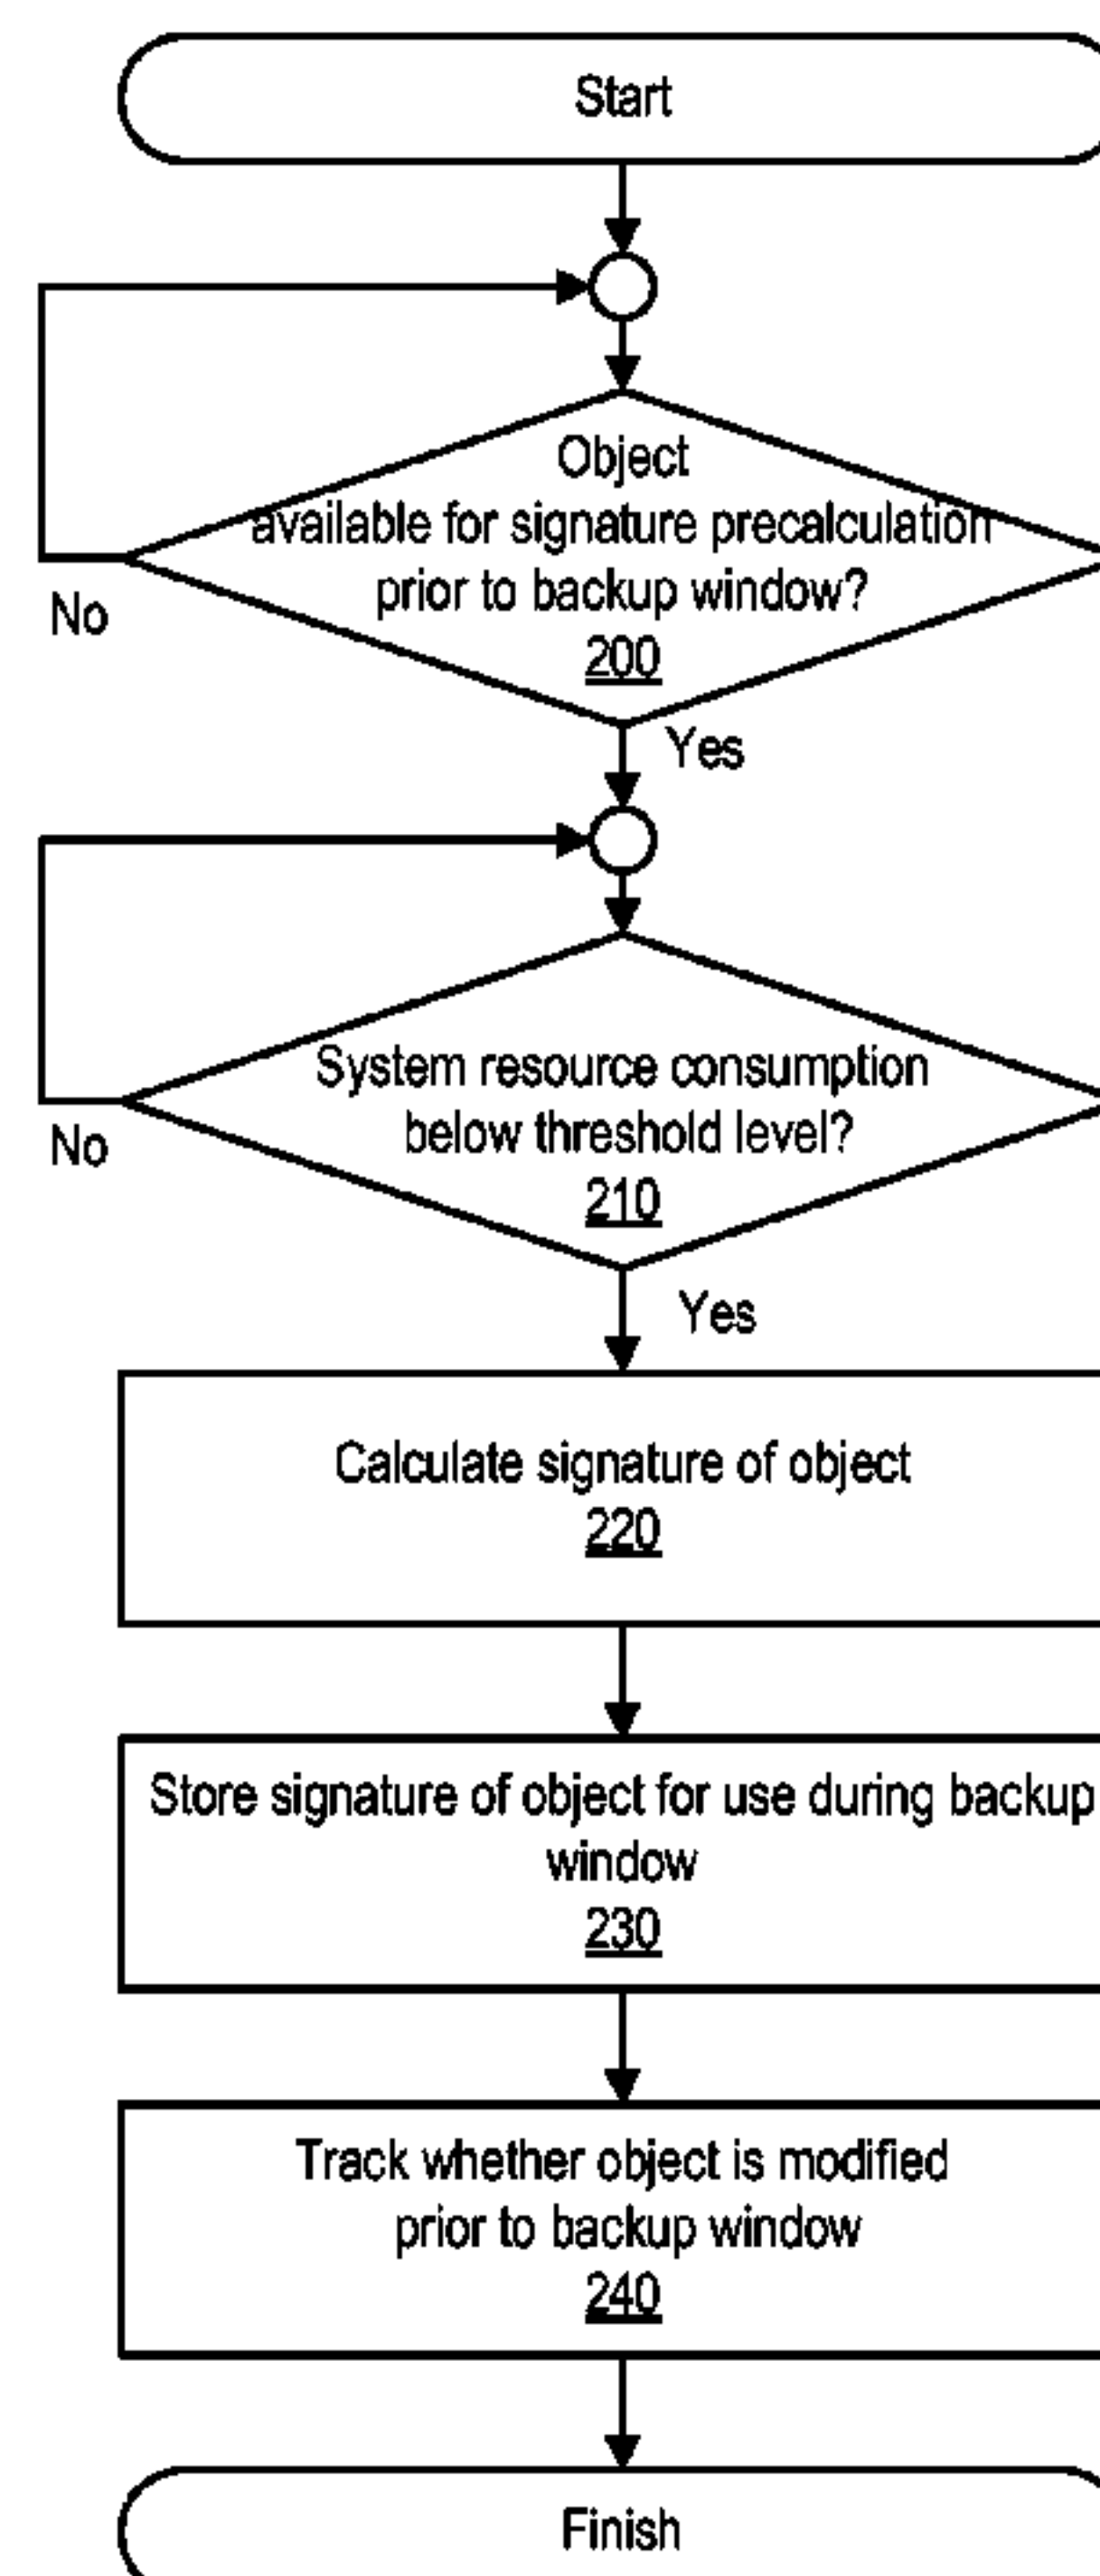 Start
Object
available for signature precalculation
prior to backup window?
200
No
Yes
System resource consumption
below threshold level?
210
No
Yes
Calculate signature of object
220
Store signature of object for use during backup
window
230
Track whether object is modified
prior to backup window
240
Finish